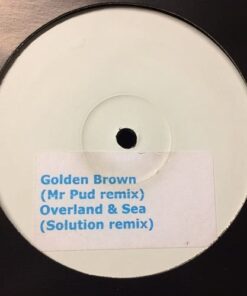 Golden Brown
(Mr Pud remix)
Overland & Sea
(Solution remix)